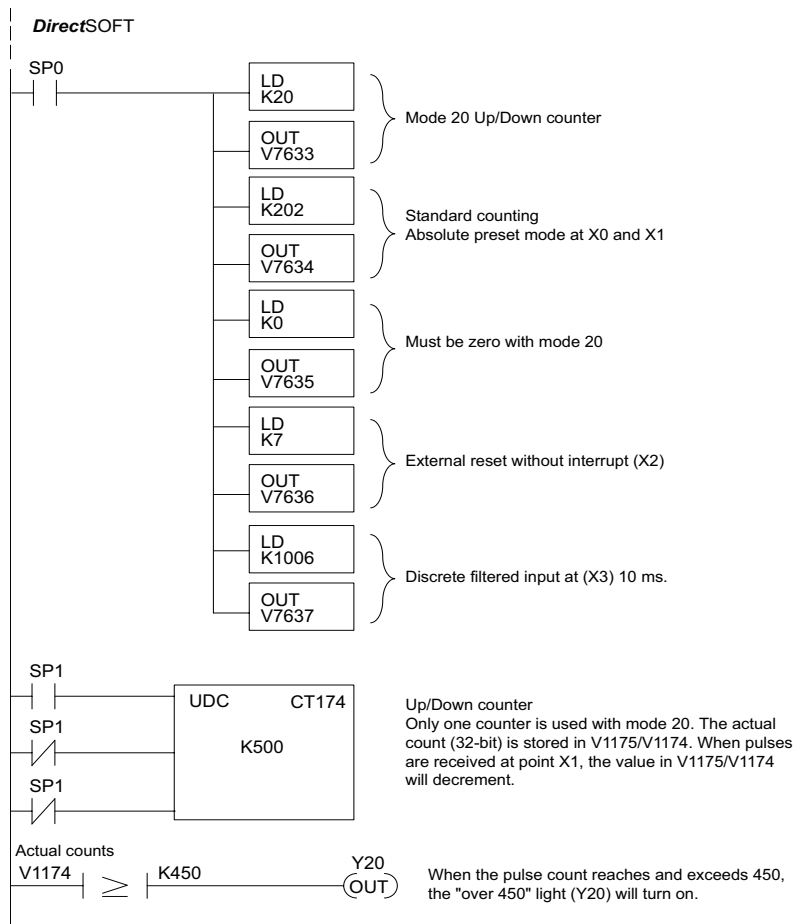 DirectSOFT
SP0
LD
K20
OUT
V7633
Mode 20 Up/Down counter
LD
K202
OUT
V7634
Standard counting
Absolute preset mode at X0 and X1
LD
K0
OUT
V7635
Must be zero with mode 20
LD
K7
OUT
V7636
External reset without interrupt (X2)
LD
K1006
OUT
V7637
Discrete filtered input at (X3) 10 ms.
SP1
SP1
SP1
UDC CT174
K500
Up/Down counter
Only one counter is used with mode 20. The actual
count (32-bit) is stored in V1175/V1174. When pulses
are received at point X1, the value in V1175/V1174
will decrement.
Actual counts
V1174 ≥ K450
Y20
OUT
When the pulse count reaches and exceeds 450,
the "over 450" light (Y20) will turn on.